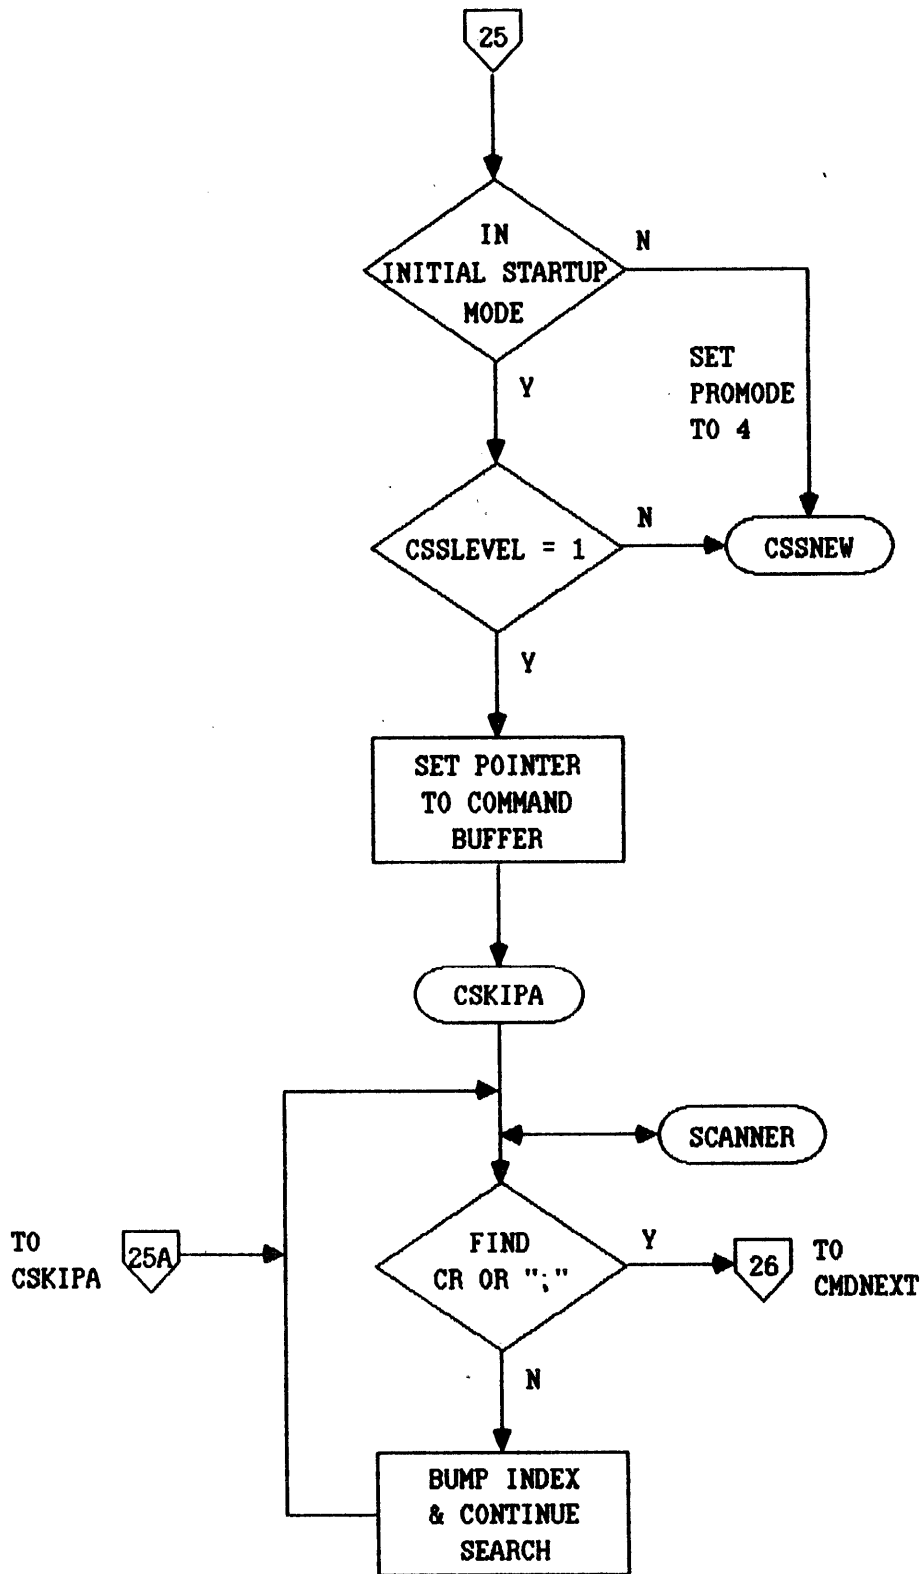 25
IN
INITIAL STARTUP
MODE
N
Y
SET
PROMODE
TO 4
CSSLEVEL = 1
N
CSSNEW
Y
SET POINTER
TO COMMAND
BUFFER
CSKIPA
SCANNER
TO
CSKIPA
25A
FIND
CR OR ";"
Y
26
TO
CMDNEXT
N
BUMP INDEX
& CONTINUE
SEARCH